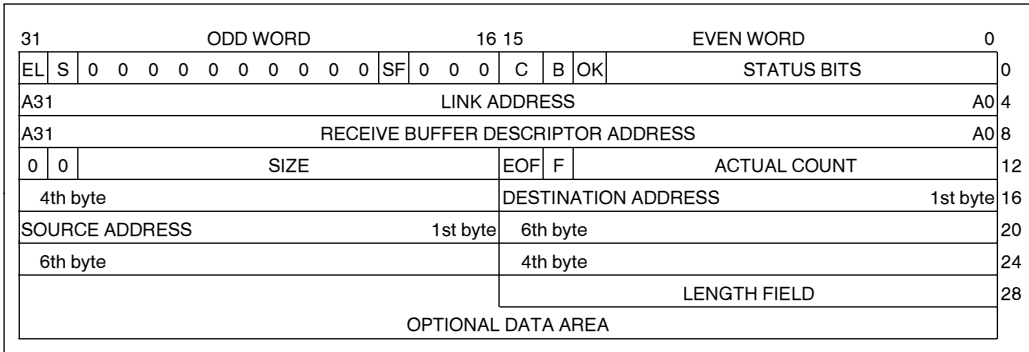 31 ODD WORD 16 15 EVEN WORD 0
EL S 0 0 0 0 0 0 0 0 0 0 SF 0 0 0 C B OK STATUS BITS 0
A31 LINK ADDRESS A0 4
A31 RECEIVE BUFFER DESCRIPTOR ADDRESS A0 8
0 0 SIZE EOF F ACTUAL COUNT 12
4th byte DESTINATION ADDRESS 1st byte 16
SOURCE ADDRESS 1st byte 6th byte 20
6th byte 4th byte 24
LENGTH FIELD 28
OPTIONAL DATA AREA